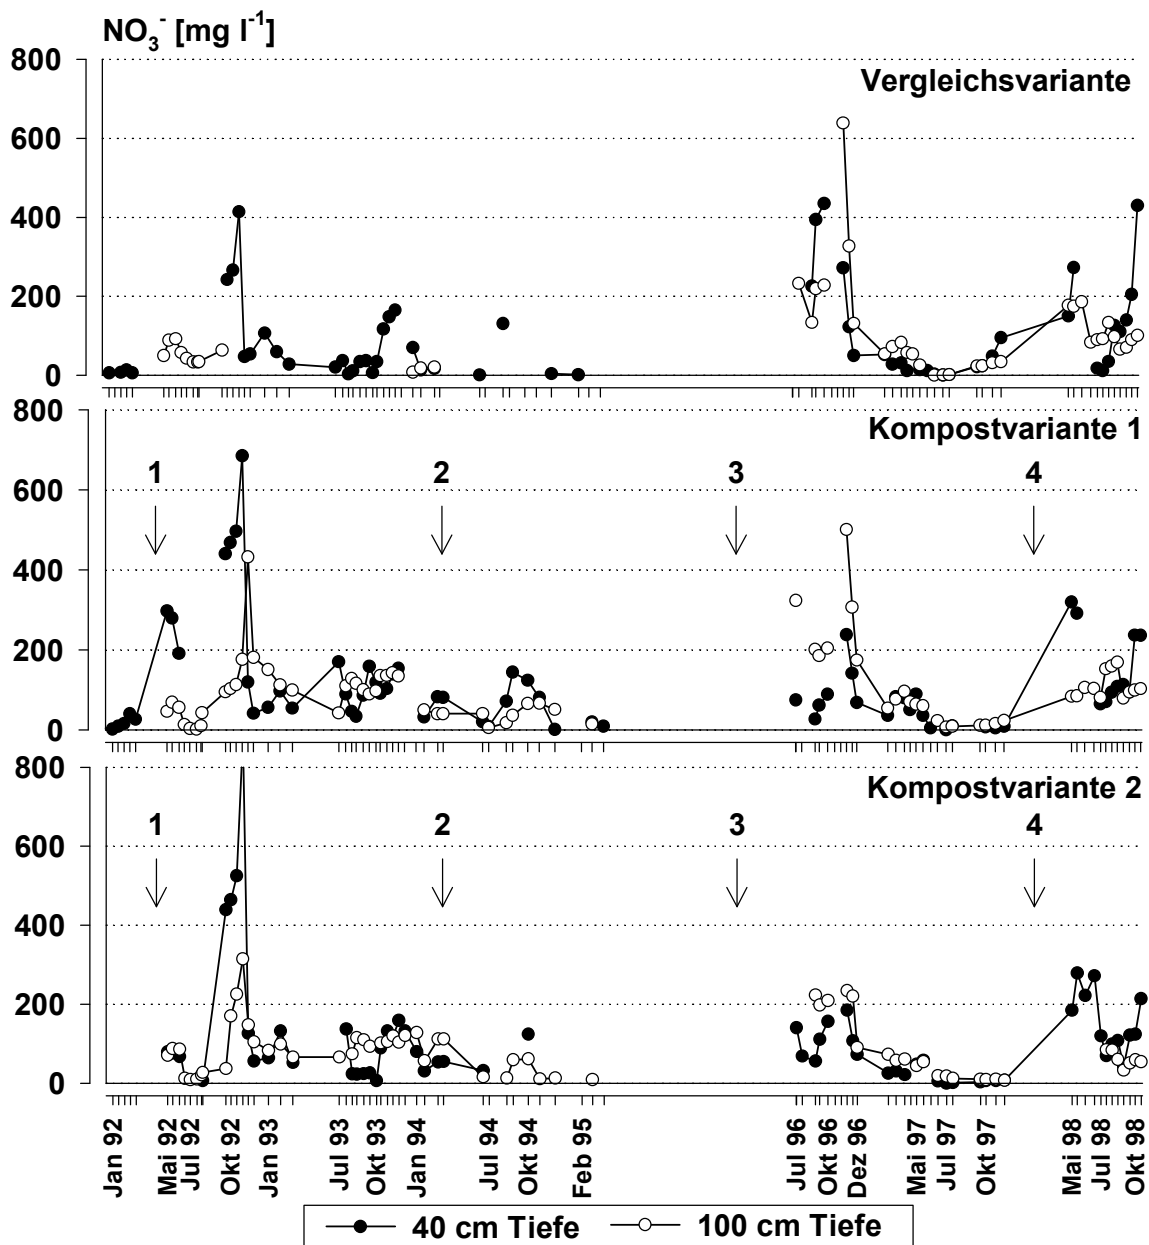 NO₃⁻ [mg l⁻¹]
800
600
400
200
0
Vergleichsvariante
800
600
400
200
0
Kompostvariante 1
1 2 3 4
800
600
400
200
0
Kompostvariante 2
1 2 3 4
Jan 92
Mai 92
Jul 92
Okt 92
Jan 93
Jul 93
Okt 93
Jan 94
Jul 94
Okt 94
Feb 95
Jul 96
Okt 96
Dez 96
Mai 97
Jul 97
Okt 97
Mai 98
Jul 98
Okt 98
40 cm Tiefe 100 cm Tiefe